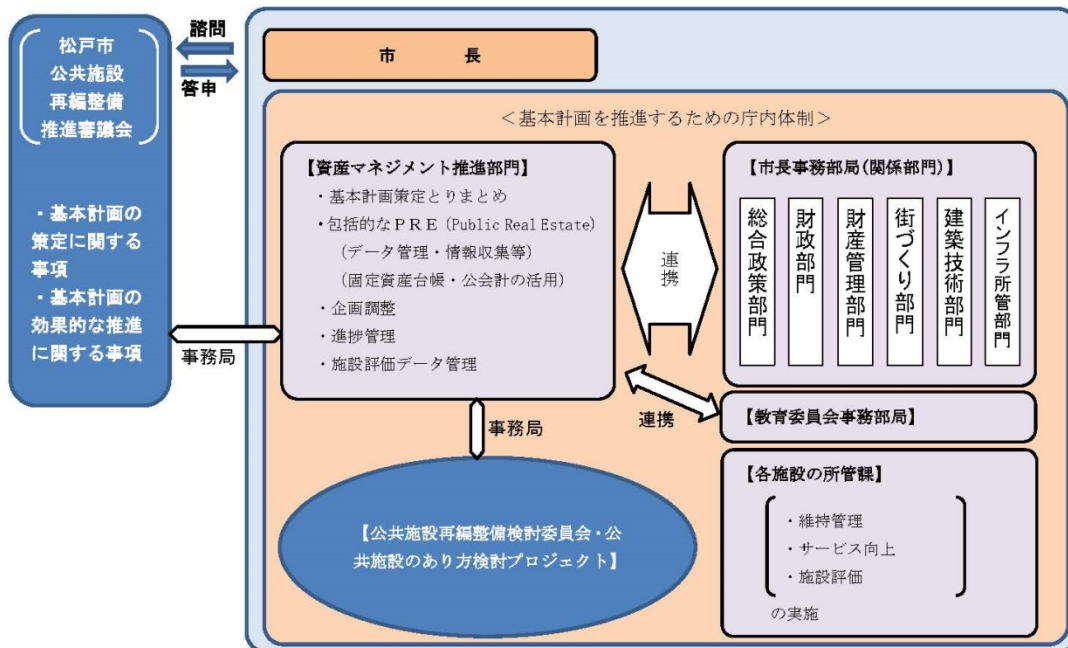 諮問
答申
松戸市
公共施設
再編整備
推進審議会
・基本計画の
策定に関する
事項
・基本計画の
効果的な推進
に関する事項
市長
＜基本計画を推進するための庁内体制＞
【資産マネジメント推進部門】
・基本計画策定とりまとめ
・包括的なＰＲＥ(Public Real Estate)
(データ管理・情報収集等)
(固定資産台帳・公会計の活用)
・企画調整
・進捗管理
・施設評価データ管理
事務局
連携
【市長事務部局(関係部門)】
総合政策部門
財政部門
財産管理部門
街づくり部門
建築技術部門
インフラ所管部門
連携
【教育委員会事務部局】
事務局
【公共施設再編整備検討委員会・公
共施設のあり方検討プロジェクト】
【各施設の所管課】
・維持管理
・サービス向上
・施設評価
の実施